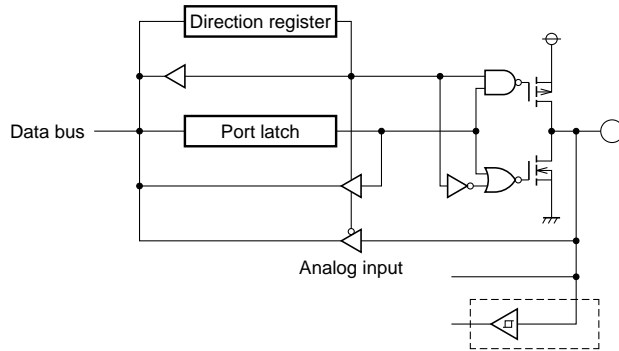 Direction register
Data bus
Port latch
Analog input